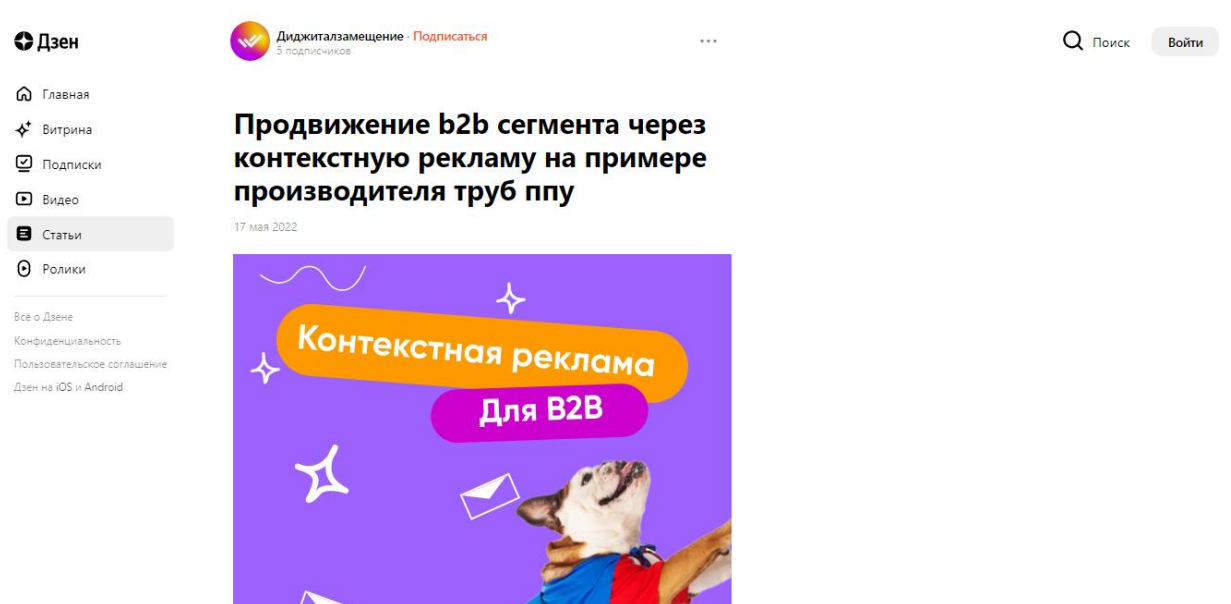 Дзен
Диджиталзамещение · Подписаться
5 подписчиков
Поиск
Войти
Главная
Витрина
Подписки
Видео
Статьи
Ролики
Всё о Дзене
Конфиденциальность
Пользовательское соглашение
Дзен на iOS и Android
Продвижение b2b сегмента через
контекстную рекламу на примере
производителя труб ппу
17 мая 2022
Контекстная реклама
Для B2B